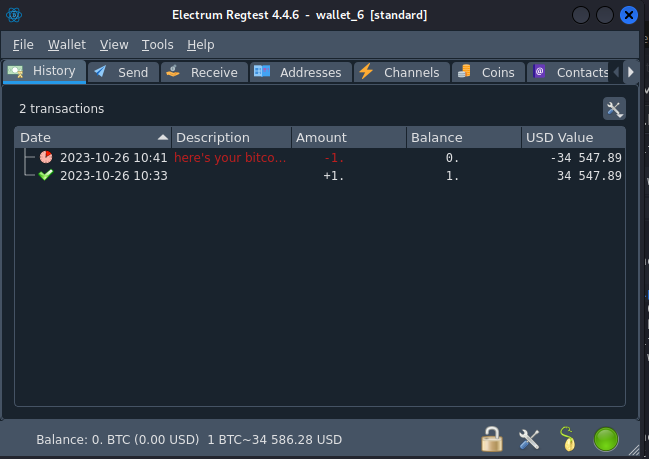 Electrum Regtest 4.4.6 - wallet_6 [standard]
File Wallet View Tools Help
History Send Receive Addresses Channels Coins Contacts
2 transactions
Date Description Amount Balance USD Value
2023-10-26 10:41 here's your bitco... -1. 0. -34 547.89
2023-10-26 10:33 +1. 1. 34 547.89
Balance: 0. BTC (0.00 USD) 1 BTC~34 586.28 USD